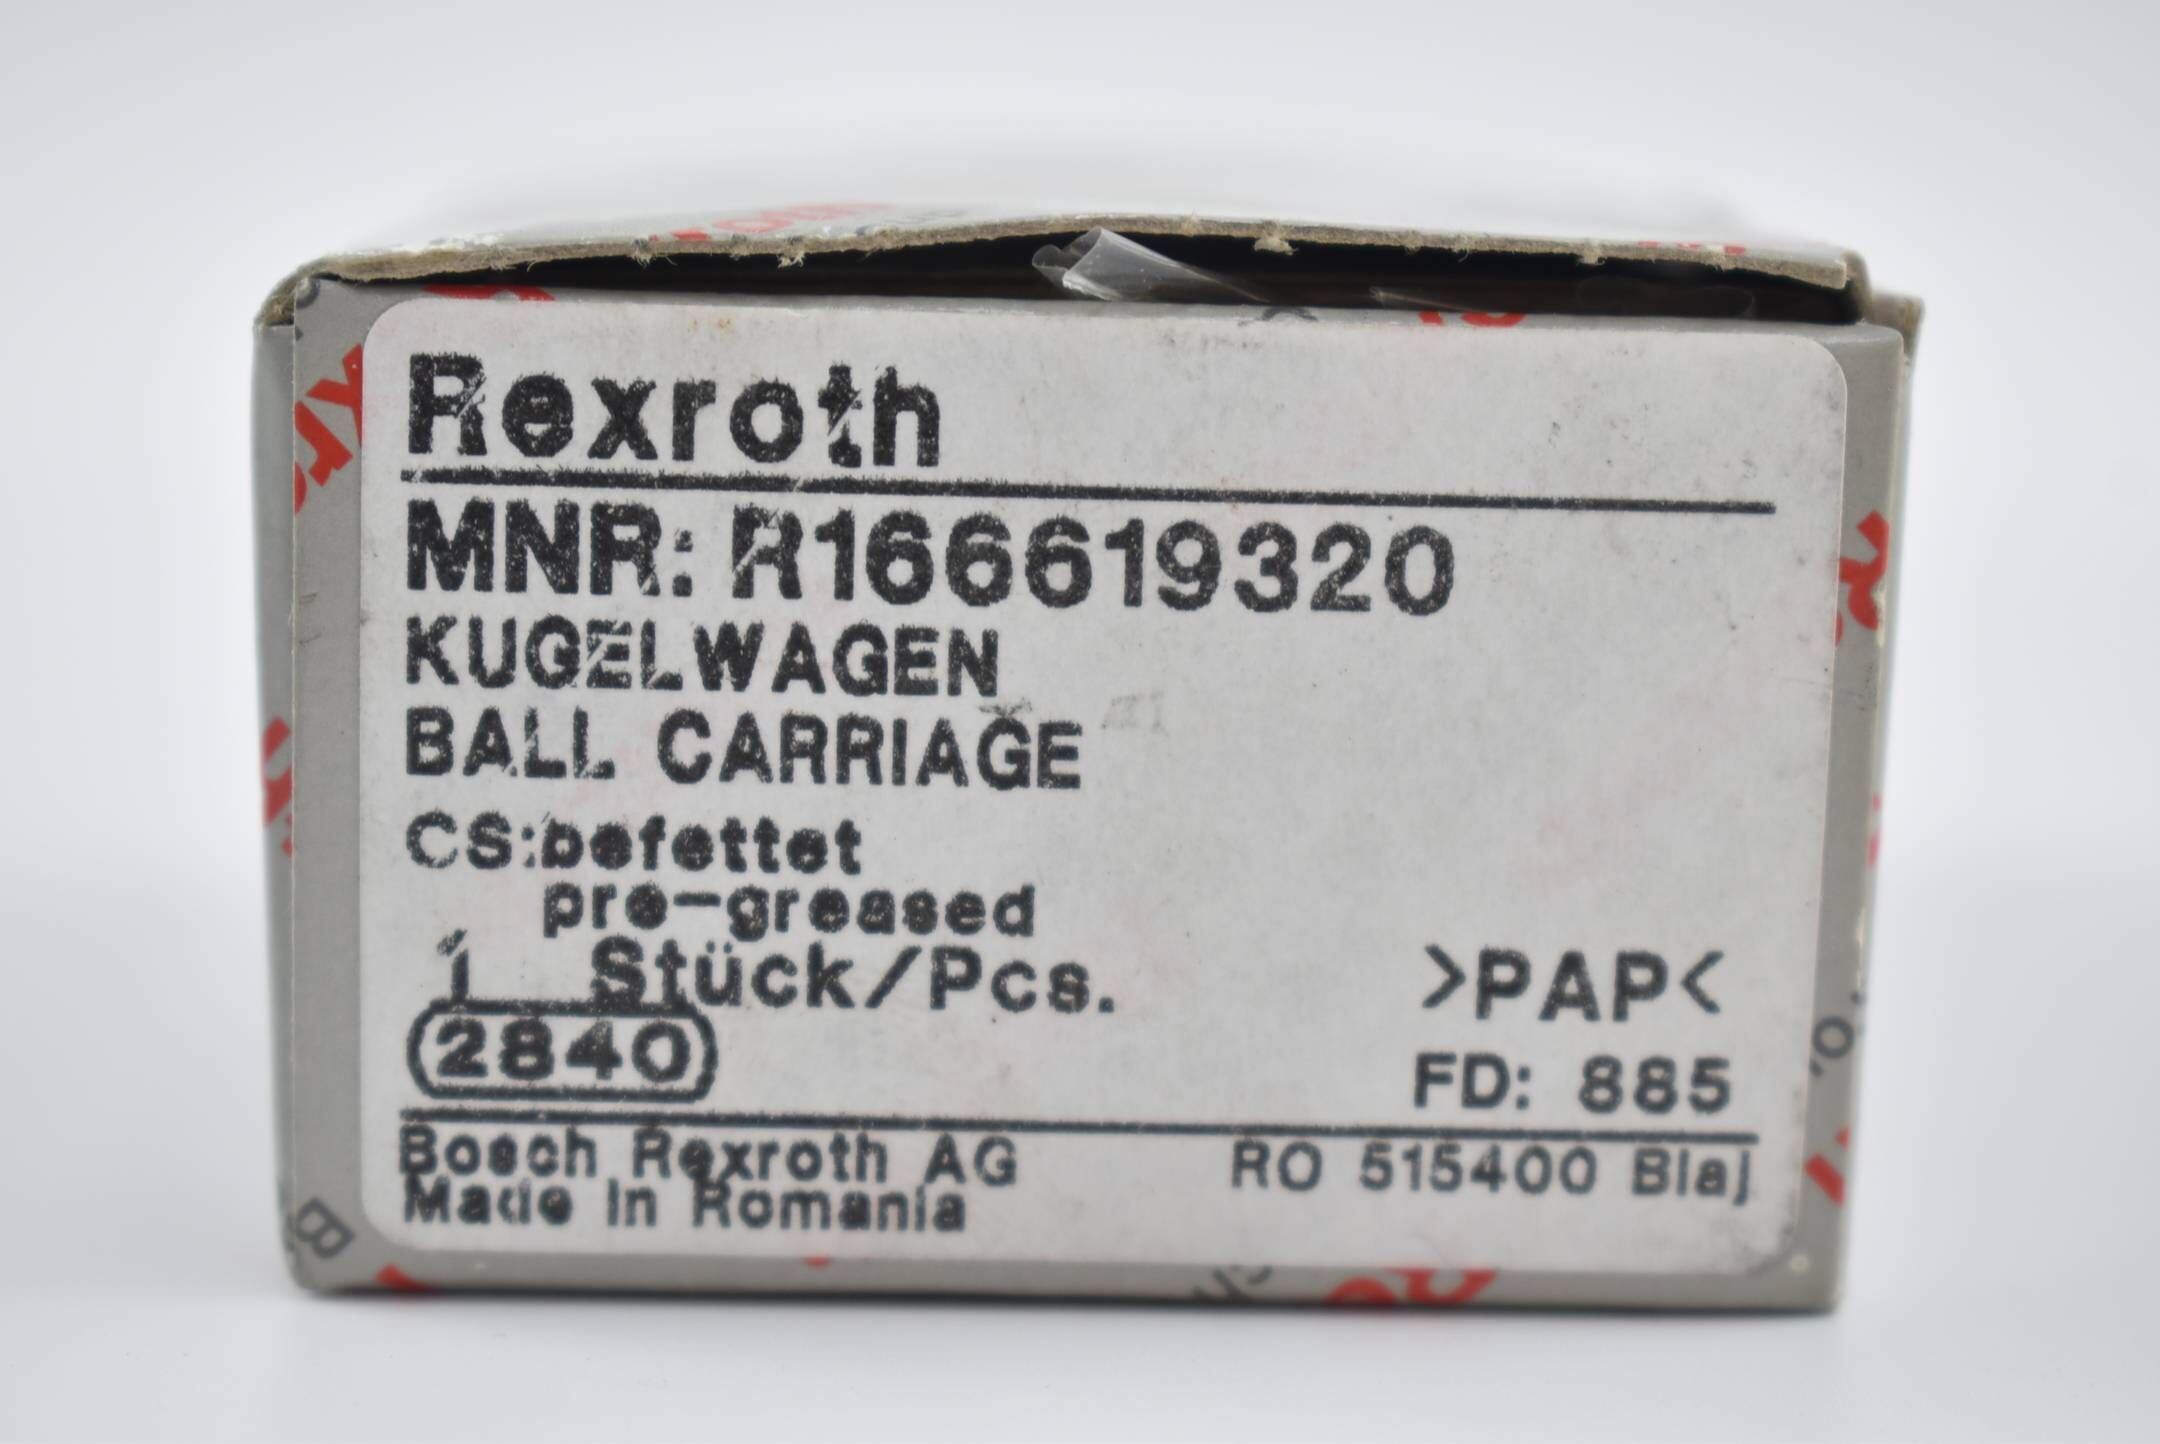 Rexroth
MNR: R166619320
KUGELWAGEN
BALL CARRIAGE
CS: befettet
pre-greased
1 Stück/Pcs.
>PAP<
2840
FD: 885
Bosch Rexroth AG
RO 515400 Blaj
Made in Romania